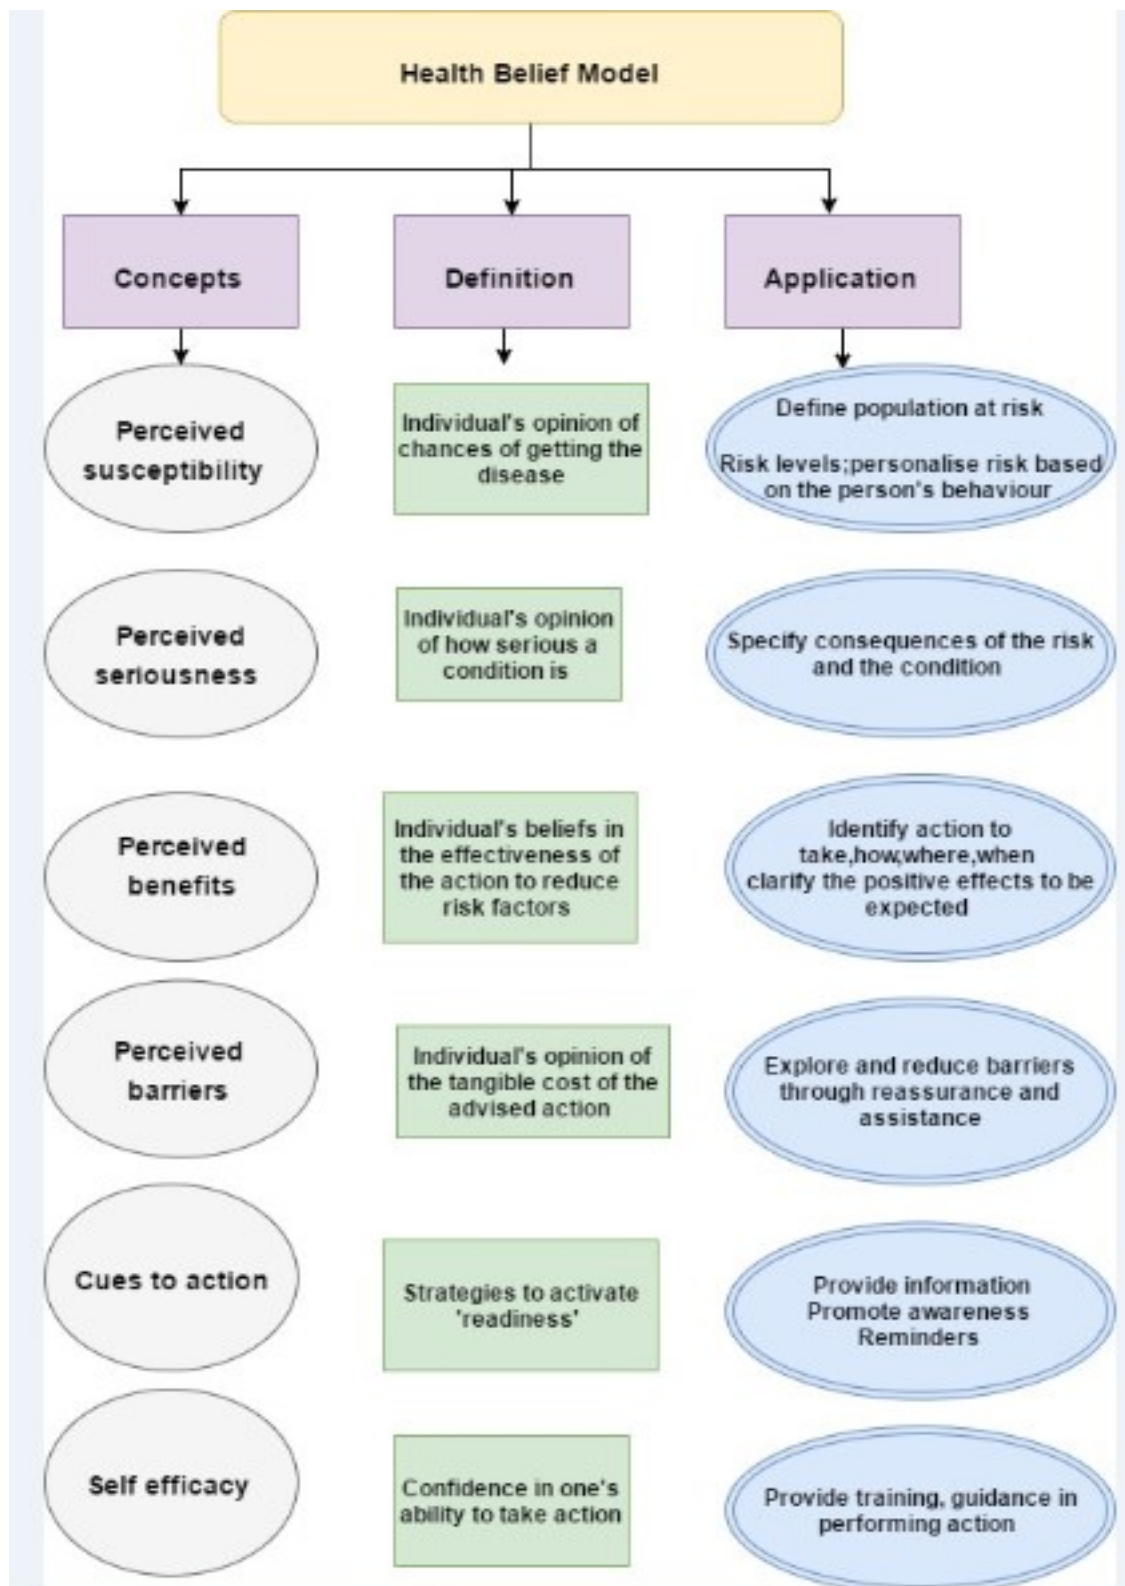 Health Belief Model
Concepts
Definition
Application
Perceived
susceptibility
Individual's opinion of
chances of getting the
disease
Define population at risk
Risk levels;personalise risk based
on the person's behaviour
Perceived
seriousness
Individual's opinion
of how serious a
condition is
Specify consequences of the risk
and the condition
Perceived
benefits
Individual's beliefs in
the effectiveness of
the action to reduce
risk factors
Identify action to
take,how,where,when
clarify the positive effects to be
expected
Perceived
barriers
Individual's opinion of
the tangible cost of the
advised action
Explore and reduce barriers
through reassurance and
assistance
Cues to action
Strategies to activate
'readiness'
Provide information
Promote awareness
Reminders
Self efficacy
Confidence in one's
ability to take action
Provide training, guidance in
performing action